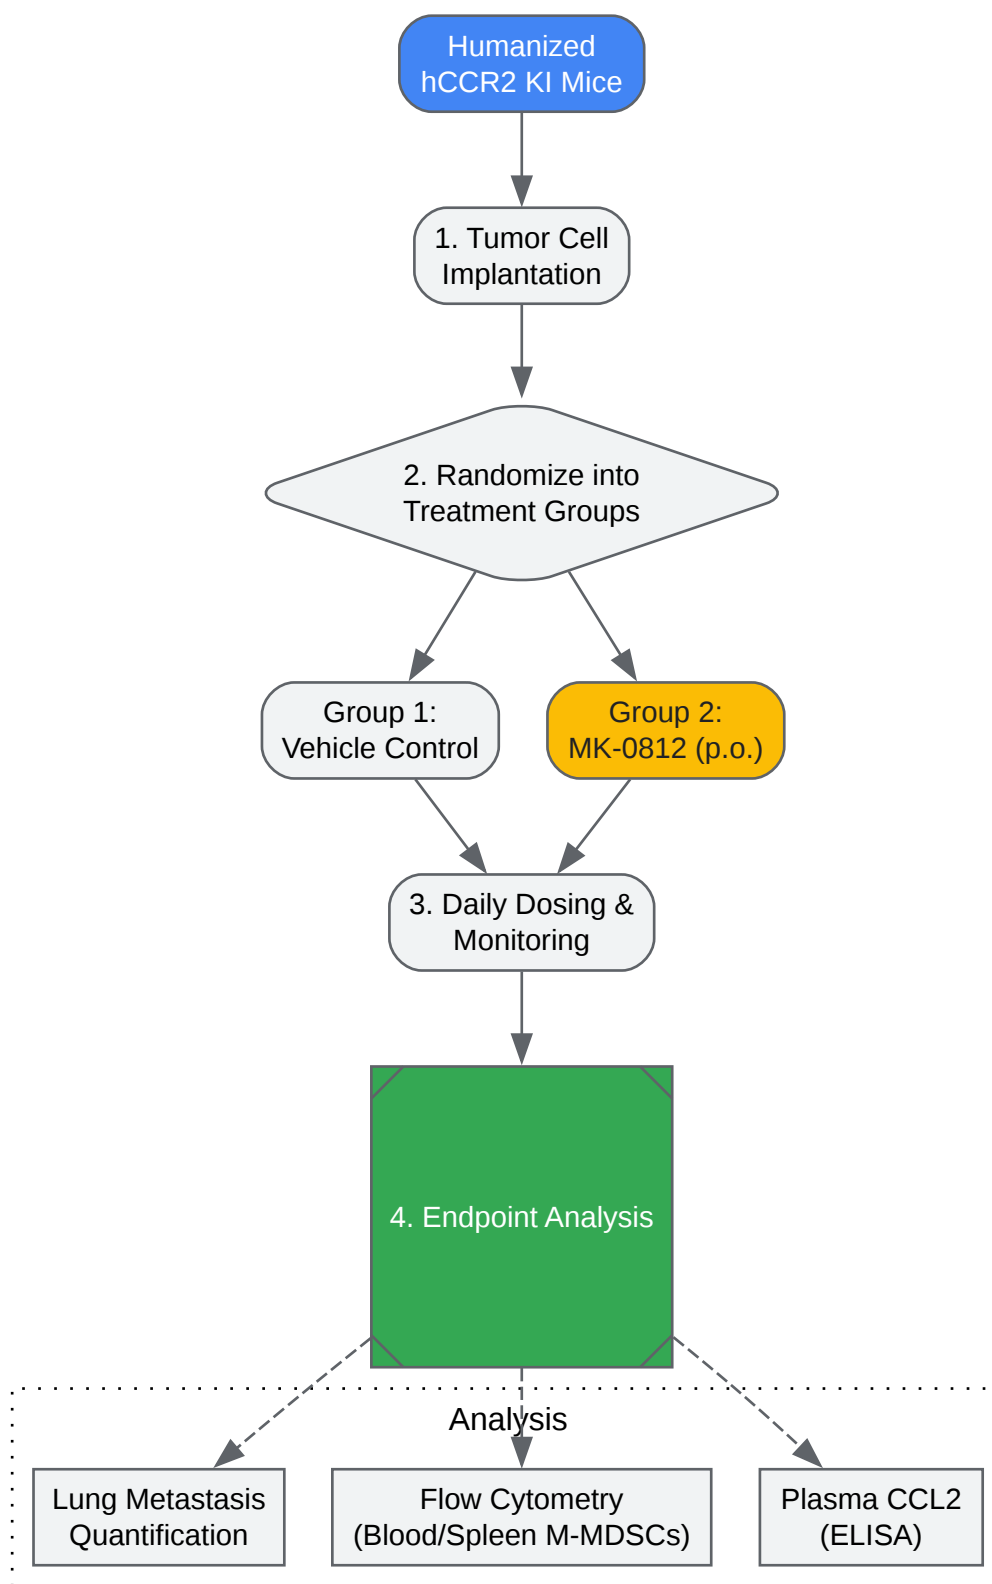 Humanized
hCCR2 KI Mice
1. Tumor Cell
Implantation
2. Randomize into
Treatment Groups
Group 1:
Vehicle Control
Group 2:
MK-0812 (p.o.)
3. Daily Dosing &
Monitoring
4. Endpoint Analysis
Analysis
Lung Metastasis
Quantification
Flow Cytometry
(Blood/Spleen M-MDSCs)
Plasma CCL2
(ELISA)